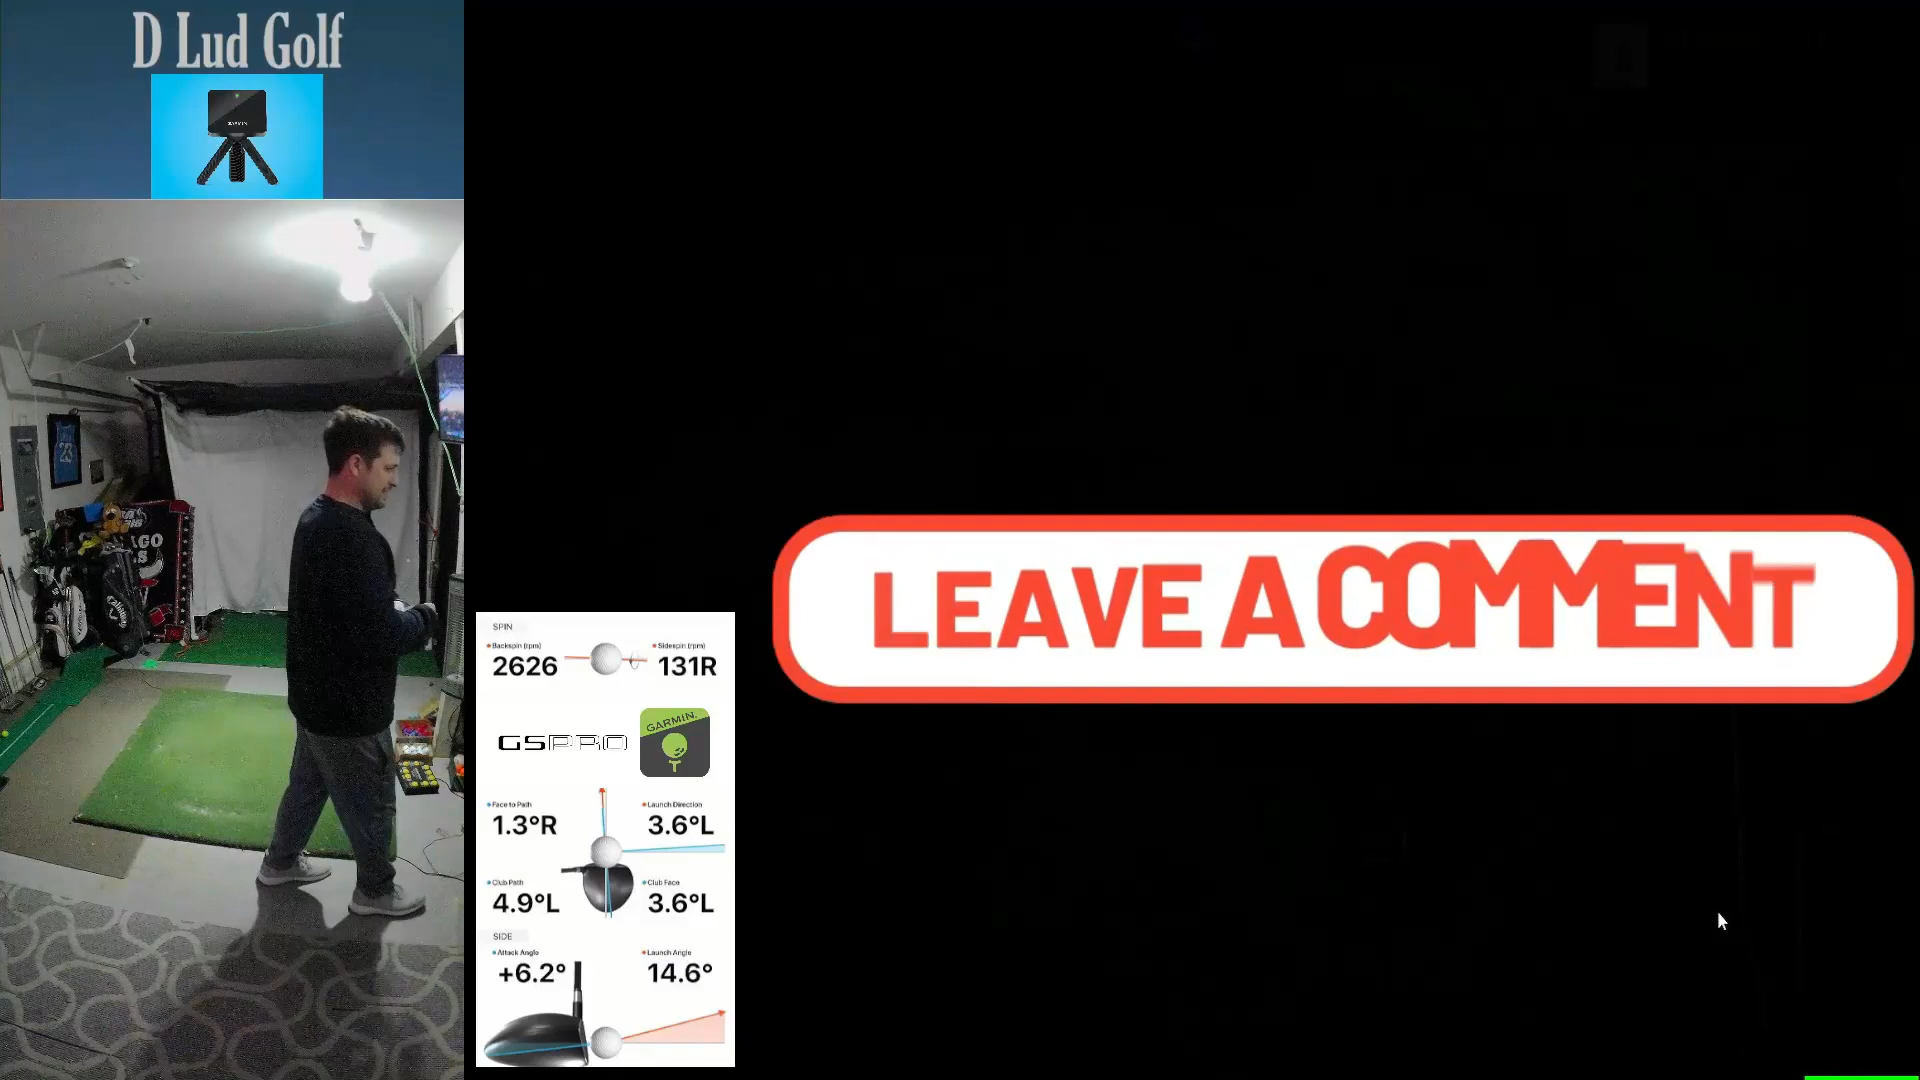 D Lud Golf
GARMIN
23
SPIN
Backspin (rpm)
Sidespin (rpm)
2626
131R
GSPRO
GARMIN
Face to Path
Launch Direction
1.3°R
3.6°L
Club Path
Club Face
4.9°L
3.6°L
SIDE
Attack Angle
Launch Angle
+6.2°
14.6°
LEAVE A COMMENT